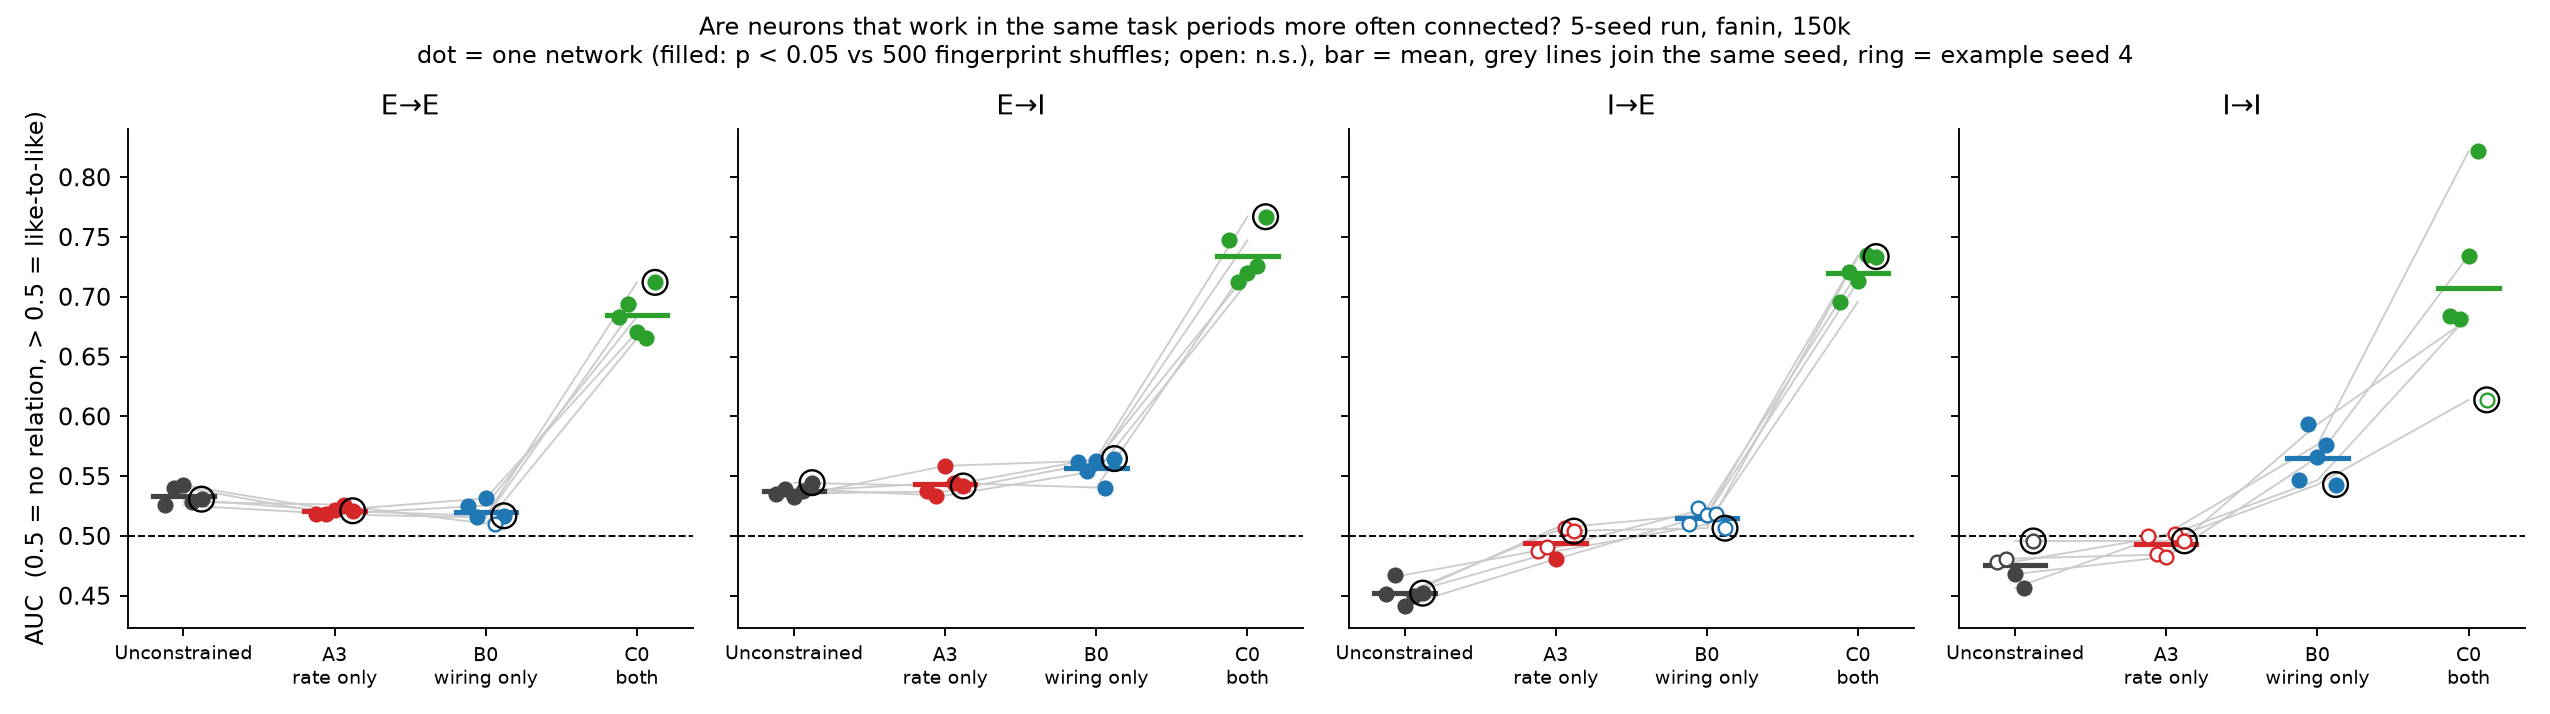 Are neurons that work in the same task periods more often connected? 5-seed run, fanin, 150k
dot = one network (filled: p < 0.05 vs 500 fingerprint shuffles; open: n.s.), bar = mean, grey lines join the same seed, ring = example seed 4
E→E
E→I
I→E
I→I
AUC (0.5 = no relation, > 0.5 = like-to-like)
0.80
0.75
0.70
0.65
0.60
0.55
0.50
0.45
Unconstrained
A3
rate only
B0
wiring only
C0
both
Unconstrained
A3
rate only
B0
wiring only
C0
both
Unconstrained
A3
rate only
B0
wiring only
C0
both
Unconstrained
A3
rate only
B0
wiring only
C0
both